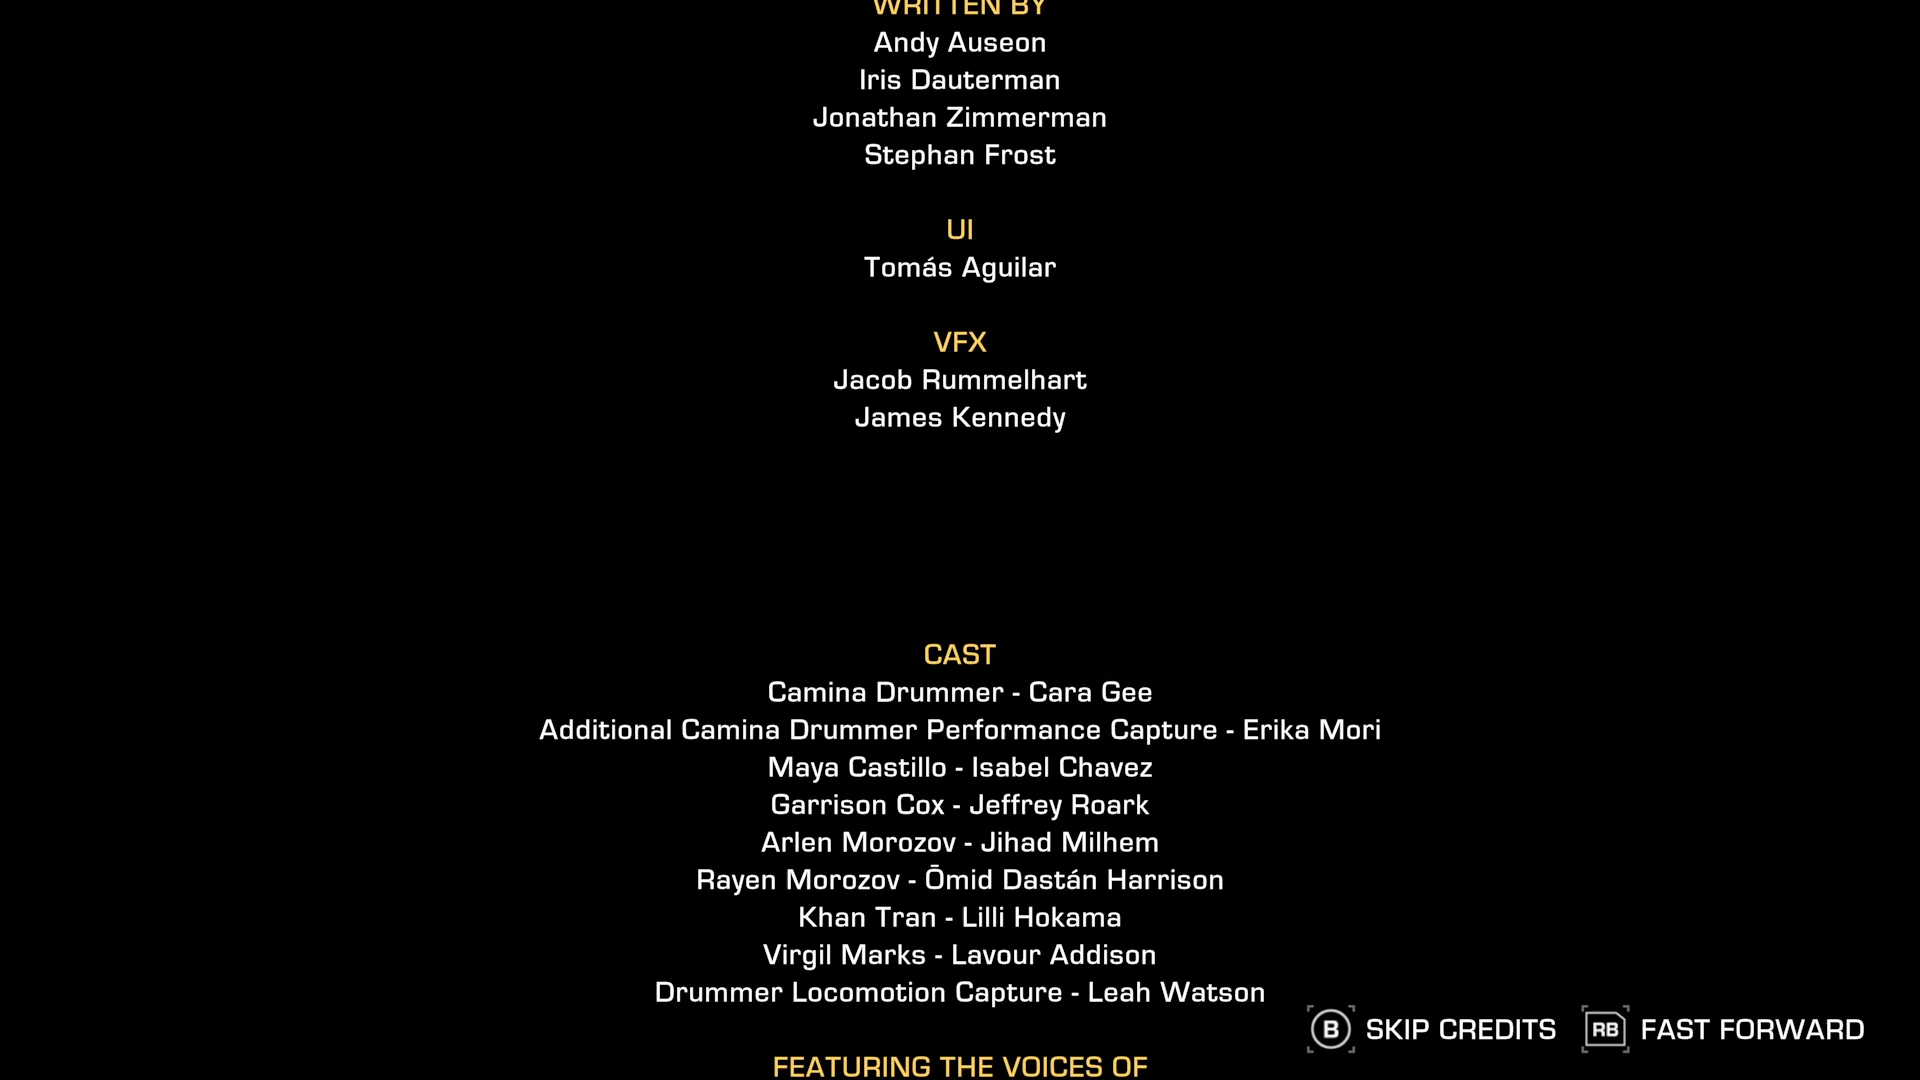 WRITTEN BY
Andy Auseon
Iris Dauterman
Jonathan Zimmerman
Stephan Frost
UI
Tomás Aguilar
VFX
Jacob Rummelhart
James Kennedy
CAST
Camina Drummer - Cara Gee
Additional Camina Drummer Performance Capture - Erika Mori
Maya Castillo - Isabel Chavez
Garrison Cox - Jeffrey Roark
Arlen Morozov - Jihad Milhem
Rayen Morozov - Ōmid Dastán Harrison
Khan Tran - Lilli Hokama
Virgil Marks - Lavour Addison
Drummer Locomotion Capture - Leah Watson
B SKIP CREDITS RB FAST FORWARD
FEATURING THE VOICES OF